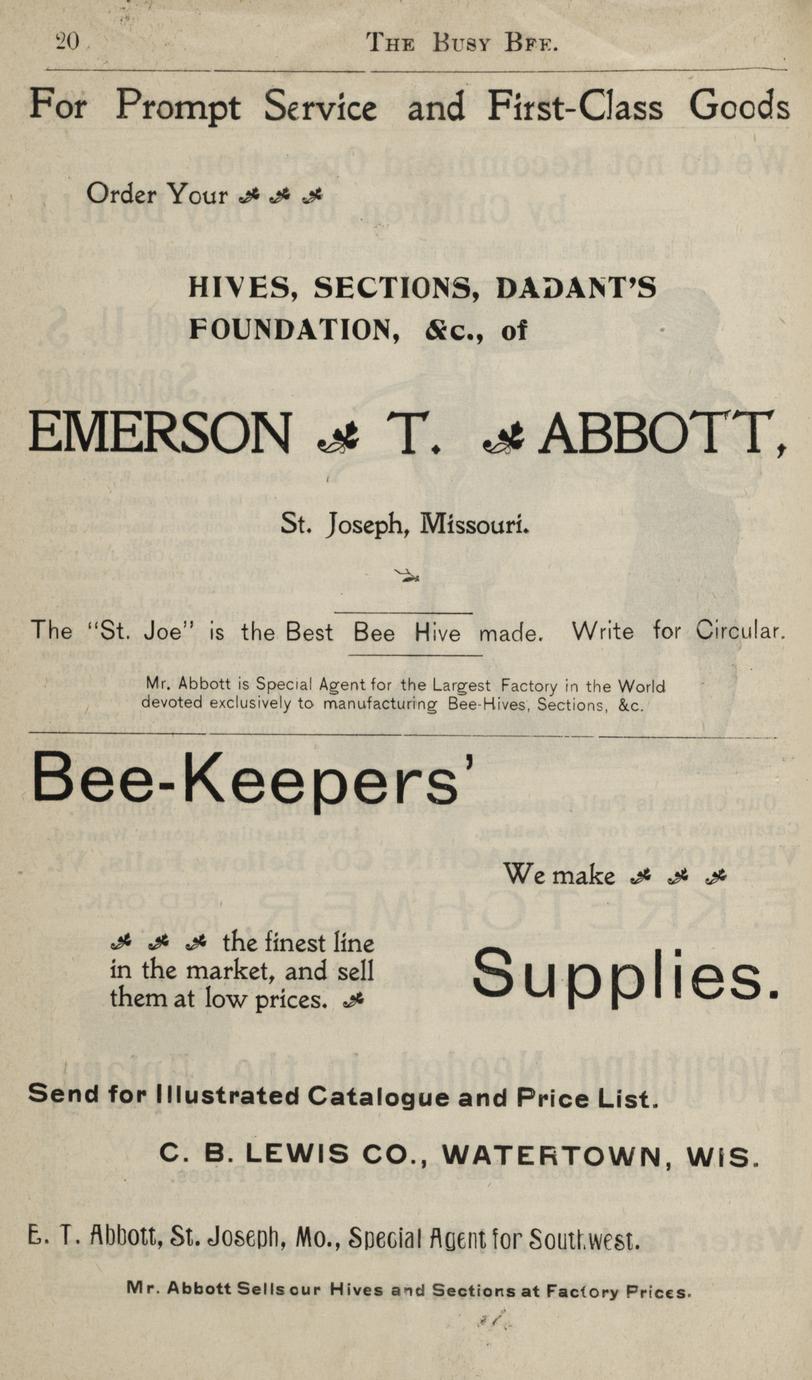 20 THE BUSY BEE.
For Prompt Service and First-Class Goods
Order Your
HIVES, SECTIONS, DADANT'S
FOUNDATION, &c., of
EMERSON T. ABBOTT,
St. Joseph, Missouri.
The "St. Joe" is the Best Bee Hive made. Write for Circular.
Mr. Abbott is Special Agent for the Largest Factory in the World
devoted exclusively to manufacturing Bee-Hives, Sections, &c.
Bee-Keepers'
We make
the finest line
in the market, and sell
them at low prices.
Supplies.
Send for Illustrated Catalogue and Price List.
C. B. LEWIS CO., WATERTOWN, WIS.
E. T. Abbott, St. Joseph, Mo., Special Agent for Southwest.
Mr. Abbott Sells our Hives and Sections at Factory Prices.